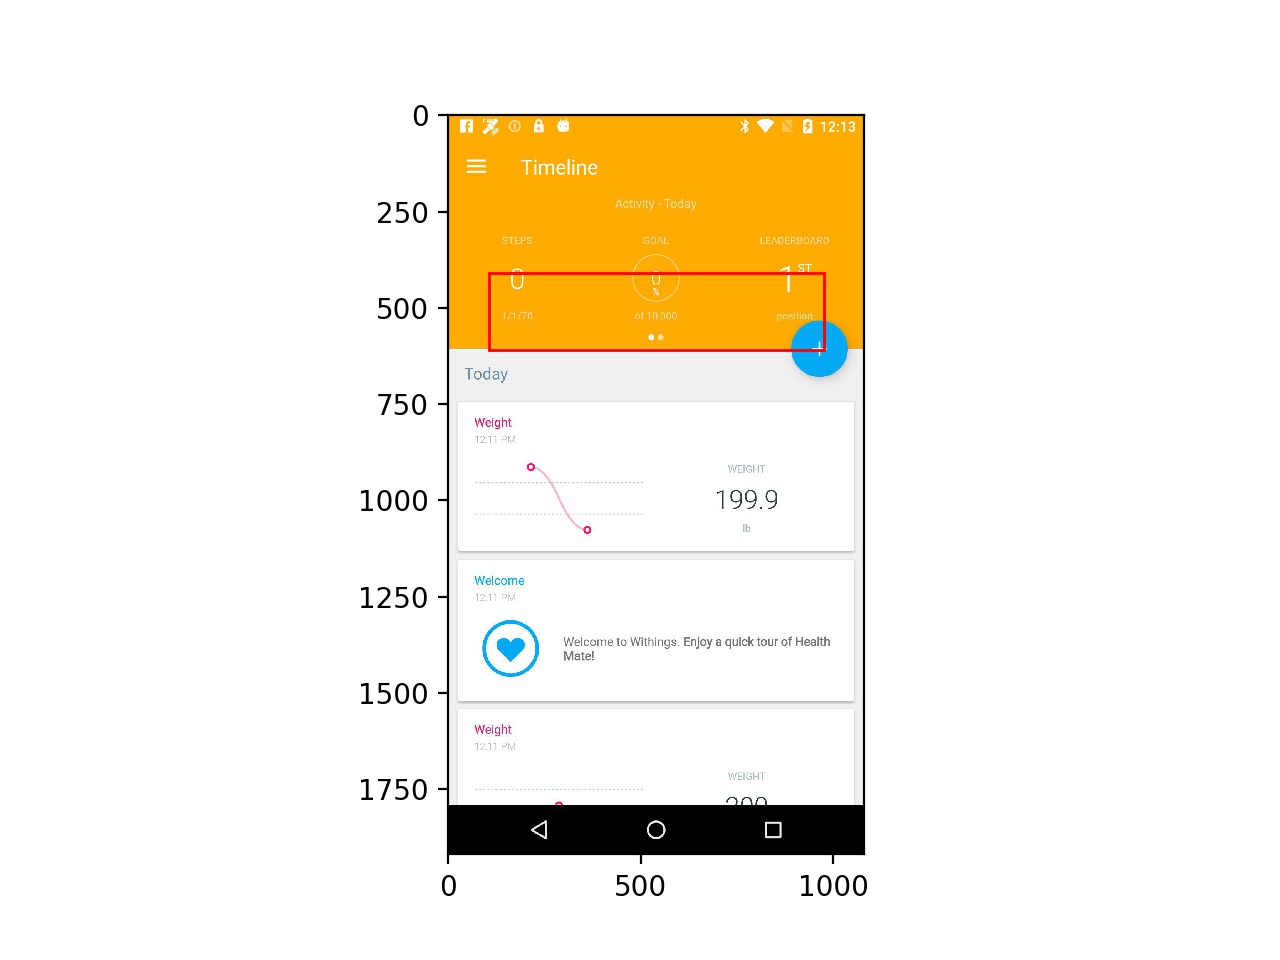 0
250
500
750
1000
1250
1500
1750
0 500 1000
12:13
Timeline
Activity - Today
STEPS GOAL LEADERBOARD
0 0 % 1 ST
1/1/70 of 10,000 position
Today
Weight
12:11 PM
WEIGHT
199.9
lb
Welcome
12:11 PM
Welcome to Withings. Enjoy a quick tour of Health
Mate!
Weight
12:11 PM
WEIGHT
200